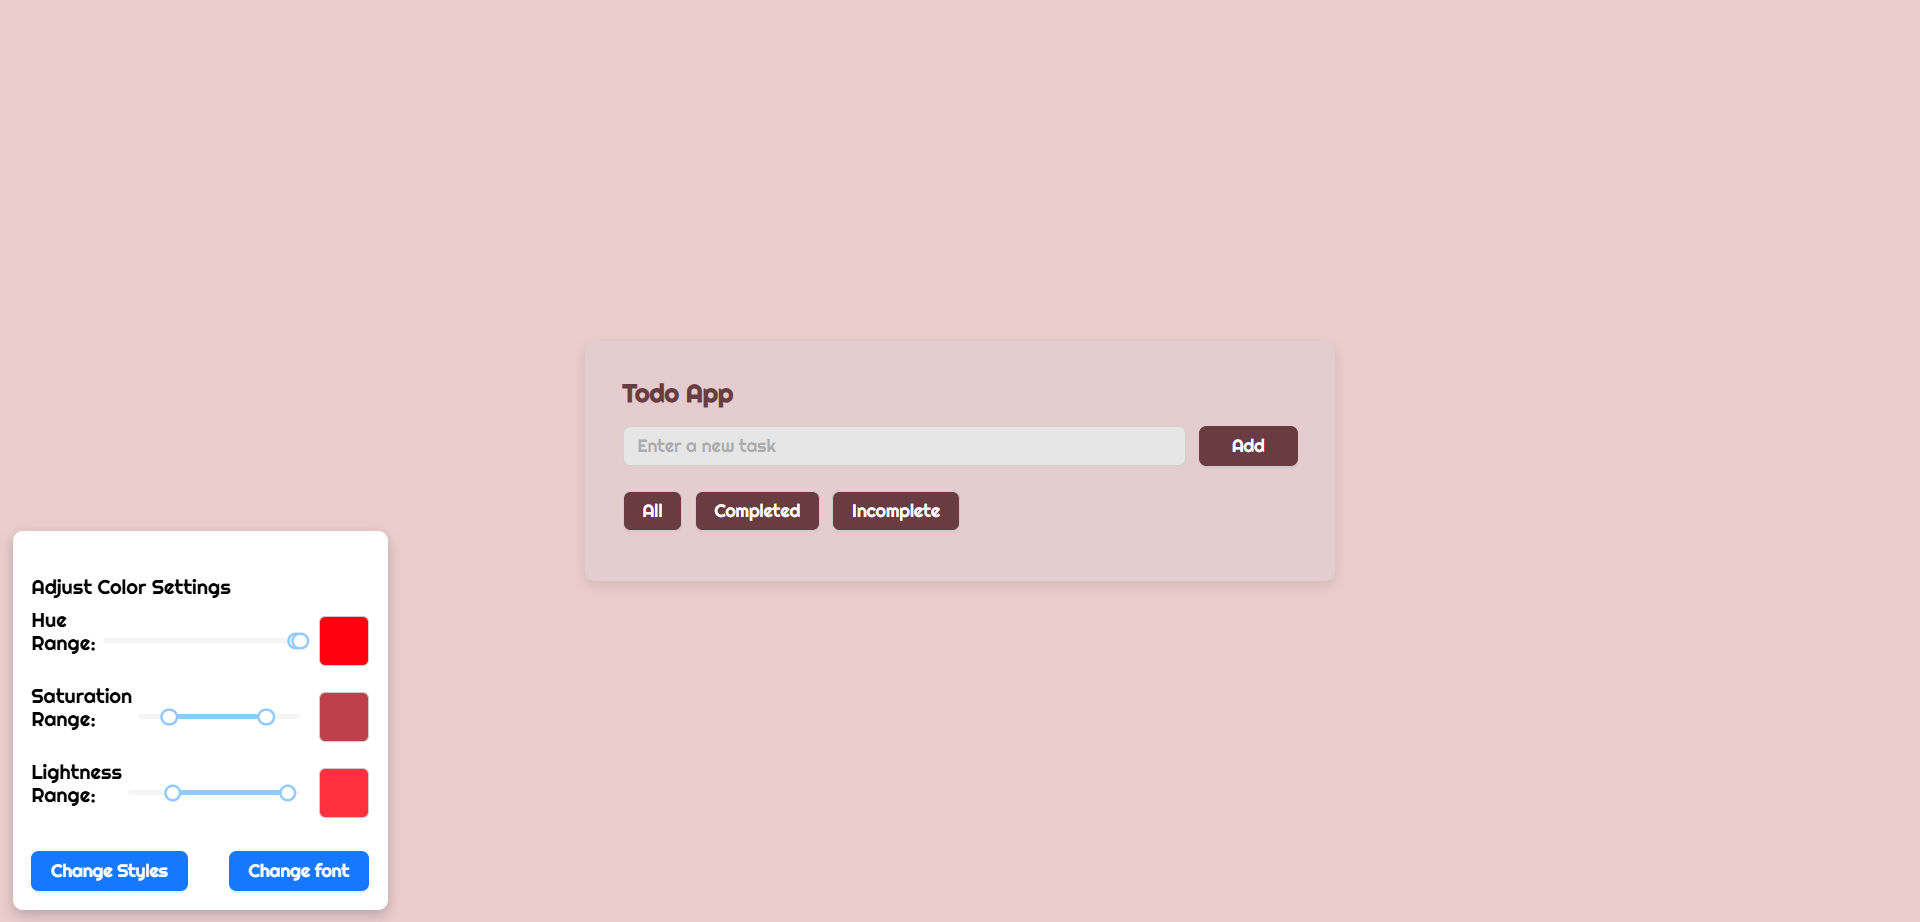 Todo App
Enter a new task
Add
All
Completed
Incomplete
Adjust Color Settings
Hue
Range:
Saturation
Range:
Lightness
Range:
Change Styles
Change font